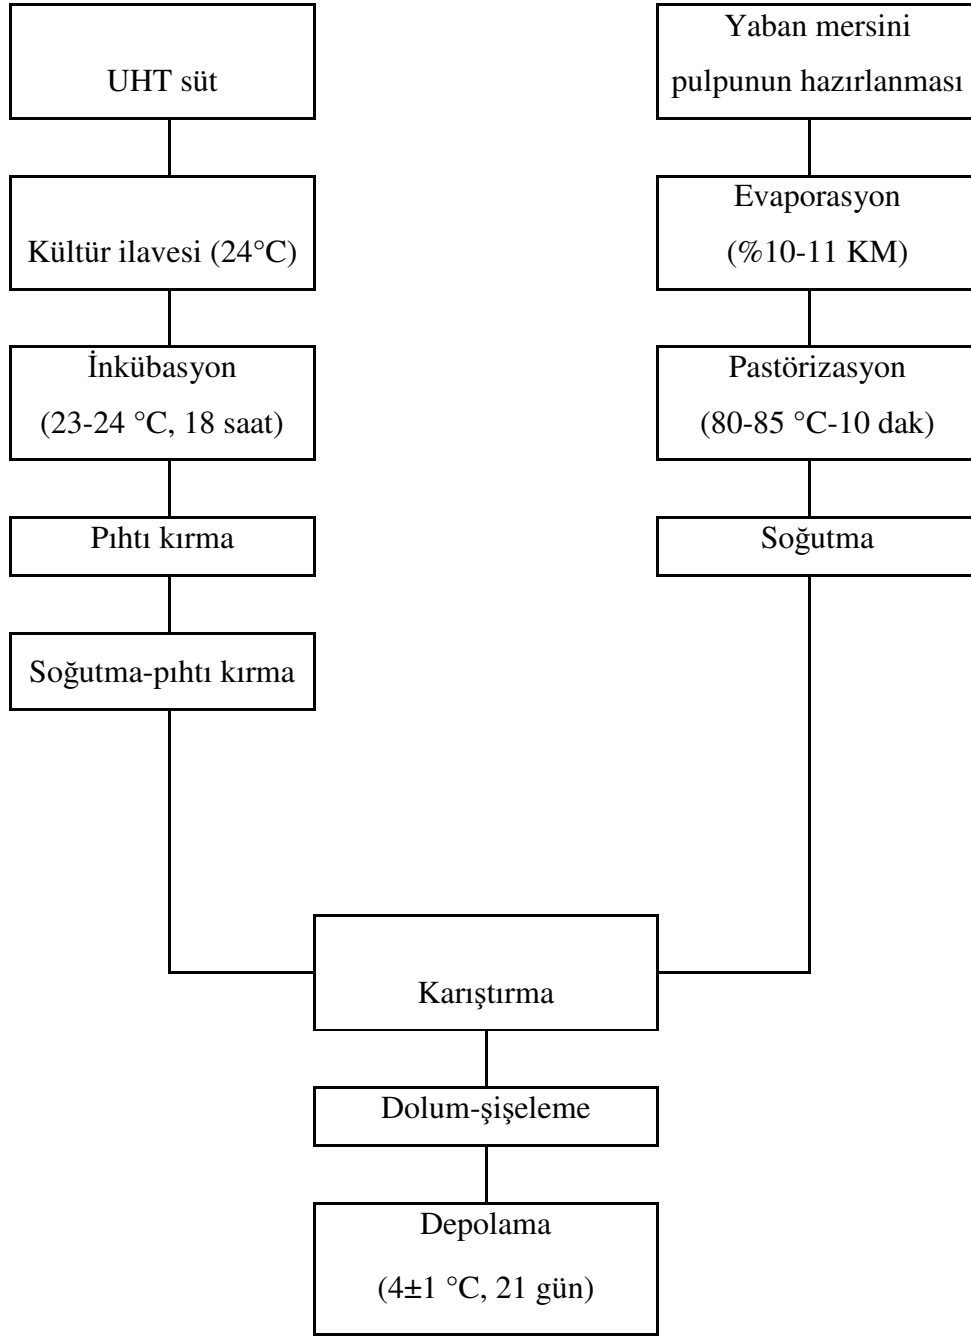 UHT süt
Kültür ilavesi (24°C)
İnkübasyon
(23-24 °C, 18 saat)
Pıhtı kırma
Soğutma-pıhtı kırma
Yaban mersini
pulpunun hazırlanması
Evaporasyon
(%10-11 KM)
Pastörizasyon
(80-85 °C-10 dak)
Soğutma
Karıştırma
Dolum-şişeleme
Depolama
(4±1 °C, 21 gün)